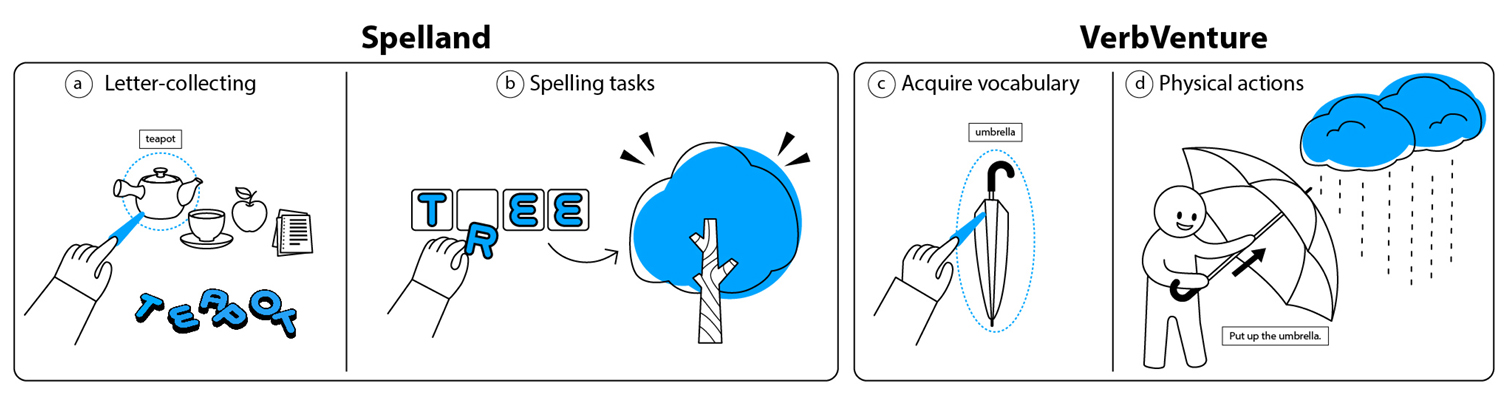 Spelland
VerbVenture
a Letter-collecting
b Spelling tasks
c Acquire vocabulary
d Physical actions
teapot
TEAPOT
T R E E
umbrella
Put up the umbrella.